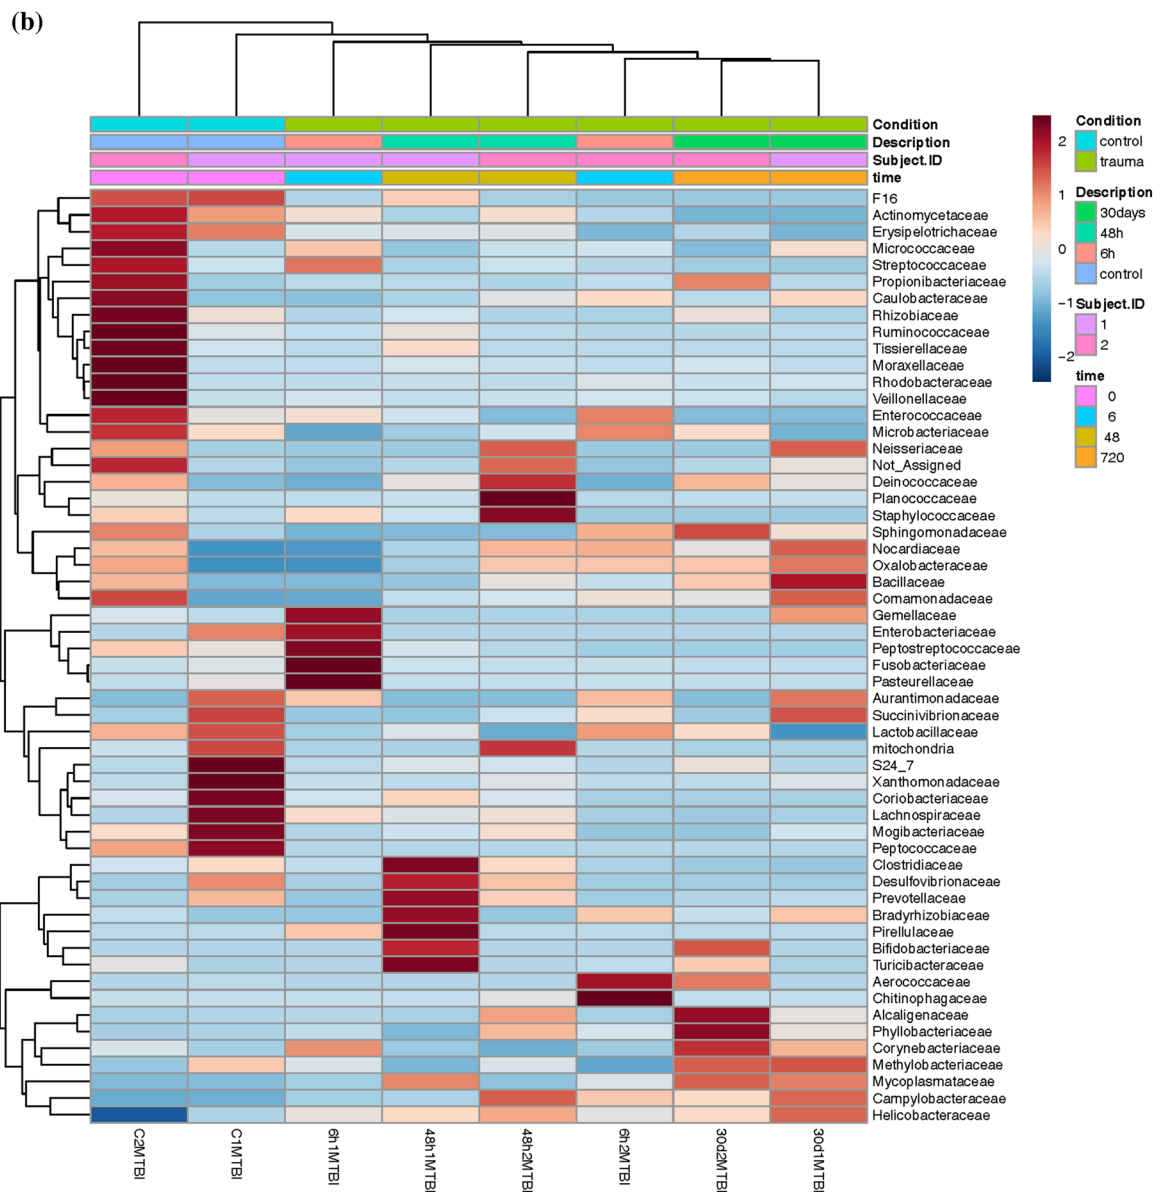 (b)
Condition
Description
Subject.ID
time
F16
Actinomycetaceae
Erysipelotrichaceae
Micrococcaceae
Streptococcaceae
Propionibacteriaceae
Caulobacteraceae
Rhizobiaceae
Ruminococcaceae
Tissierellaceae
Moraxellaceae
Rhodobacteraceae
Veillonellaceae
Enterococcaceae
Microbacteriaceae
Neisseriaceae
Not_Assigned
Deinococcaceae
Planococcaceae
Staphylococcaceae
Sphingomonadaceae
Nocardiaceae
Oxalobacteraceae
Bacillaceae
Comamonadaceae
Gemellaceae
Enterobacteriaceae
Peptostreptococcaceae
Fusobacteriaceae
Pasteurellaceae
Aurantimonadaceae
Succinivibrionaceae
Lactobacillaceae
mitochondria
S24_7
Xanthomonadaceae
Coriobacteriaceae
Lachnospiraceae
Mogibacteriaceae
Peptococcaceae
Clostridiaceae
Desulfovibrionaceae
Prevotellaceae
Bradyrhizobiaceae
Pirellulaceae
Bifidobacteriaceae
Turicibacteraceae
Aerococcaceae
Chitinophagaceae
Alcaligenaceae
Phyllobacteriaceae
Corynebacteriaceae
Methylobacteriaceae
Mycoplasmataceae
Campylobacteraceae
Helicobacteraceae
C2MTBI
C1MTBI
6h1MTBI
48h1MTBI
48h2MTBI
6h2MTBI
30d2MTBI
30d1MTBI
2
1
0
−1
−2
Condition
control
trauma
Description
30days
48h
6h
control
Subject.ID
1
2
time
0
6
48
720